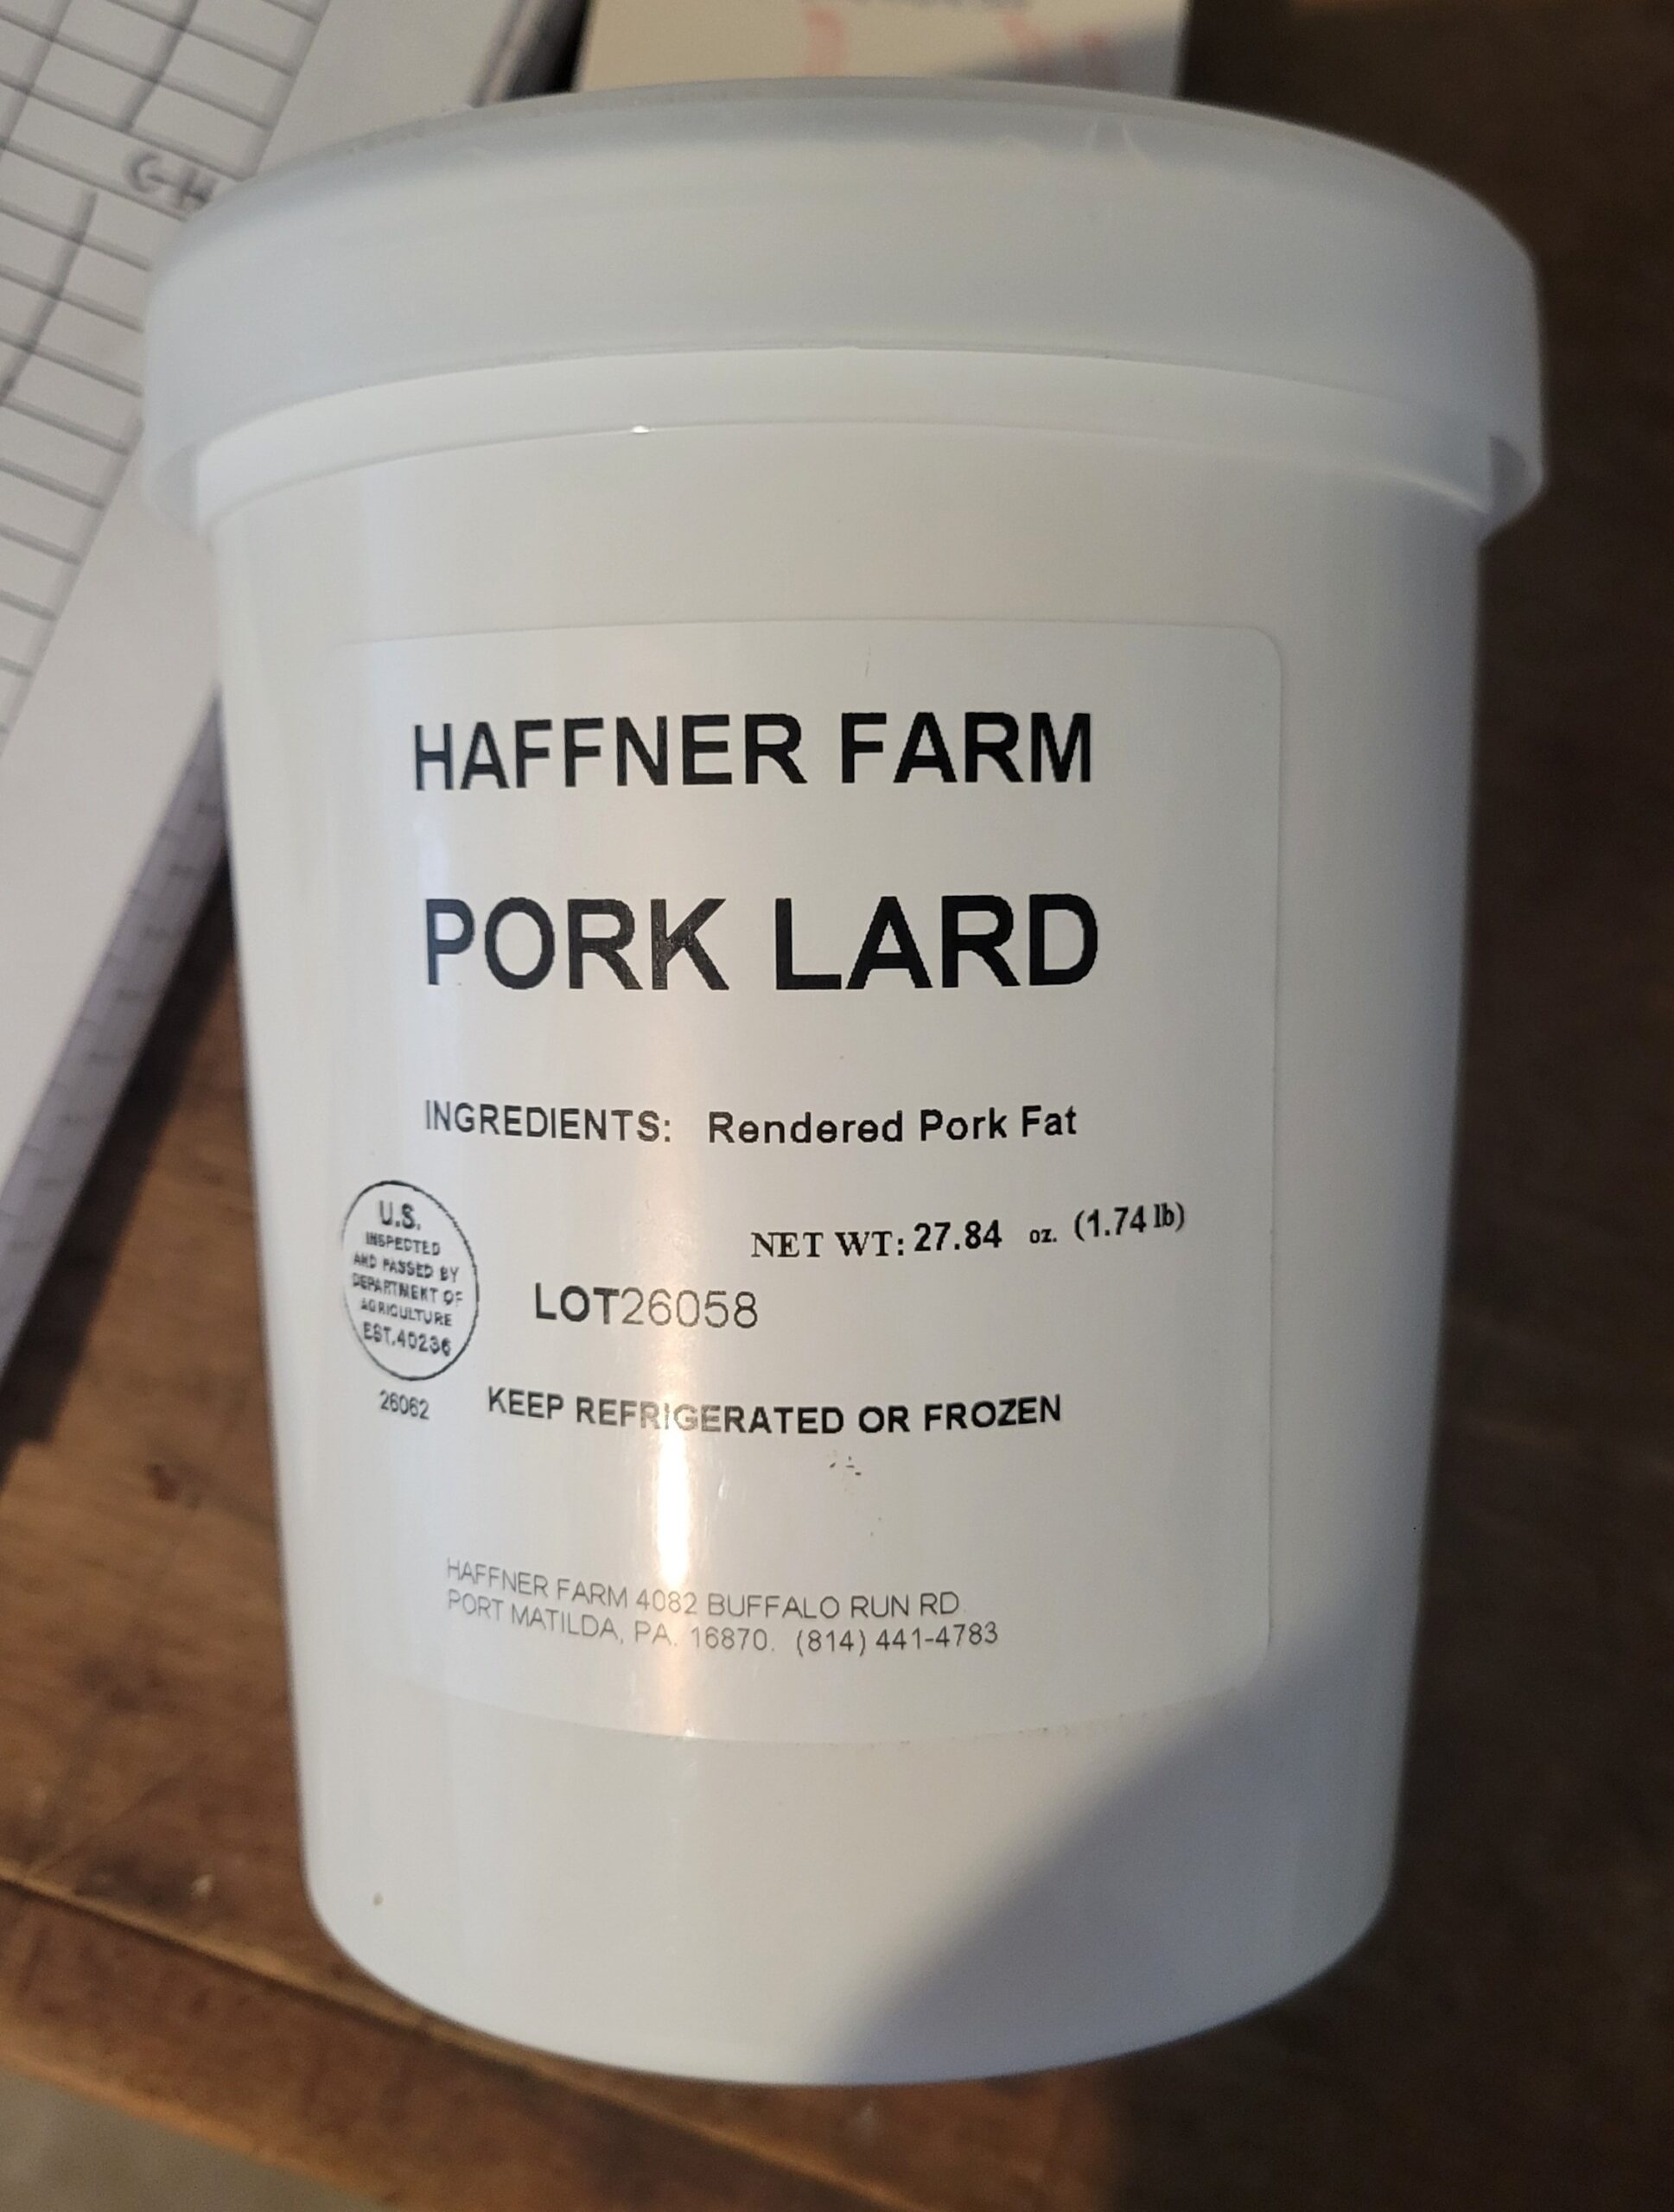 G-H
HAFFNER FARM
PORK LARD
INGREDIENTS: Rendered Pork Fat
U.S.
INSPECTED
AND PASSED BY
DEPARTMENT OF
AGRICULTURE
EST.40236
26062
NET WT: 27.84 oz. (1.74 lb)
LOT26058
KEEP REFRIGERATED OR FROZEN
HAFFNER FARM 4082 BUFFALO RUN RD.
PORT MATILDA, PA. 16870. (814) 441-4783